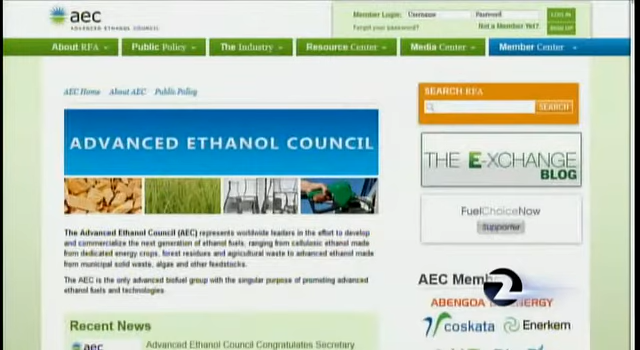 aec
ADVANCED ETHANOL COUNCIL
Member Login: Username Password LOG IN
Forgot your password? Not a Member Yet? SIGN UP
About RFA Public Policy The Industry Resource Center Media Center Member Center
AEC Home About AEC Public Policy
SEARCH RFA
SEARCH
ADVANCED ETHANOL COUNCIL
THE E-XCHANGE
BLOG
FuelChoiceNow
Supporter
The Advanced Ethanol Council (AEC) represents worldwide leaders in the effort to develop
and commercialize the next generation of ethanol fuels, ranging from cellulosic ethanol made
from dedicated energy crops, forest residues and agricultural waste to advanced ethanol made
from municipal solid waste, algae and other feedstocks.
The AEC is the only advanced biofuel group with the singular purpose of promoting advanced
ethanol fuels and technologies.
AEC Memb
2
ABENGOA
coskata Enerkem
Recent News
aec
Advanced Ethanol Council Congratulates Secretary